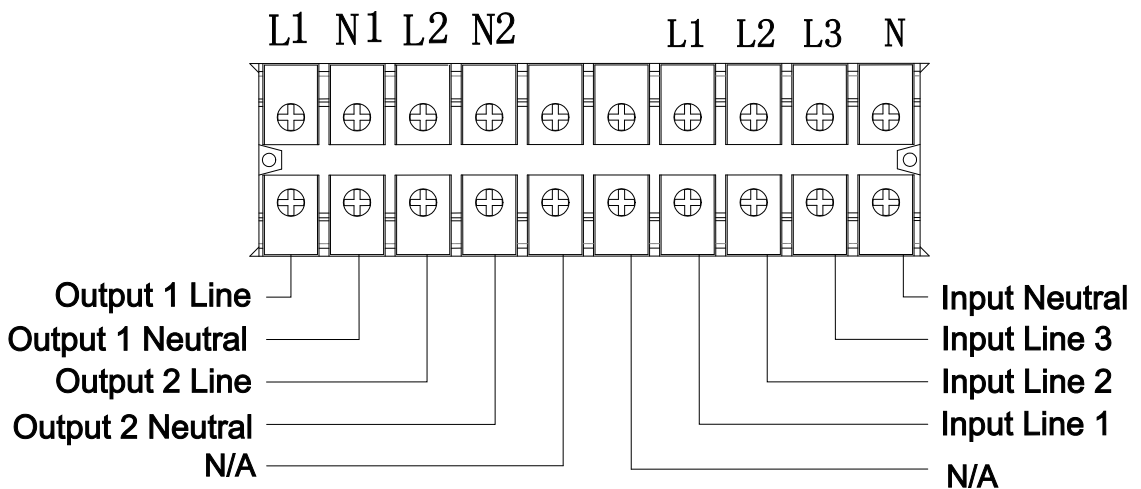 L1 N1 L2 N2 L1 L2 L3 N
Output 1 Line
Output 1 Neutral
Output 2 Line
Output 2 Neutral
N/A
Input Neutral
Input Line 3
Input Line 2
Input Line 1
N/A